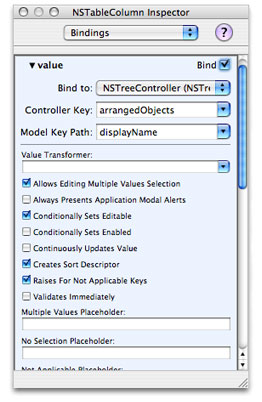 NSTableColumn Inspector
Bindings
?
▼ value Bind
Bind to: NSTreeController (NSTre
Controller Key: arrangedObjects
Model Key Path: displayName
Value Transformer:
Allows Editing Multiple Values Selection
Always Presents Application Modal Alerts
Conditionally Sets Editable
Conditionally Sets Enabled
Continuously Updates Value
Creates Sort Descriptor
Raises For Not Applicable Keys
Validates Immediately
Multiple Values Placeholder:
No Selection Placeholder:
Not Applicable Placeholder: